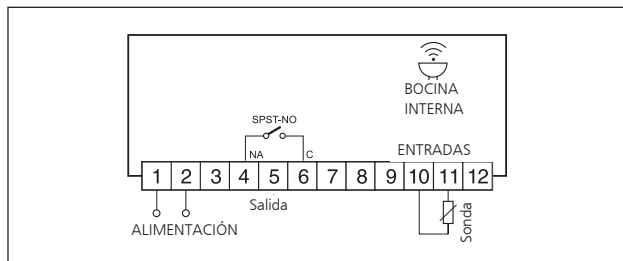 BOCINA
INTERNA
SPST-NO
NA C
ENTRADAS
1 2 3 4 5 6 7 8 9 10 11 12
Salida
ALIMENTACIÓN
Sonda